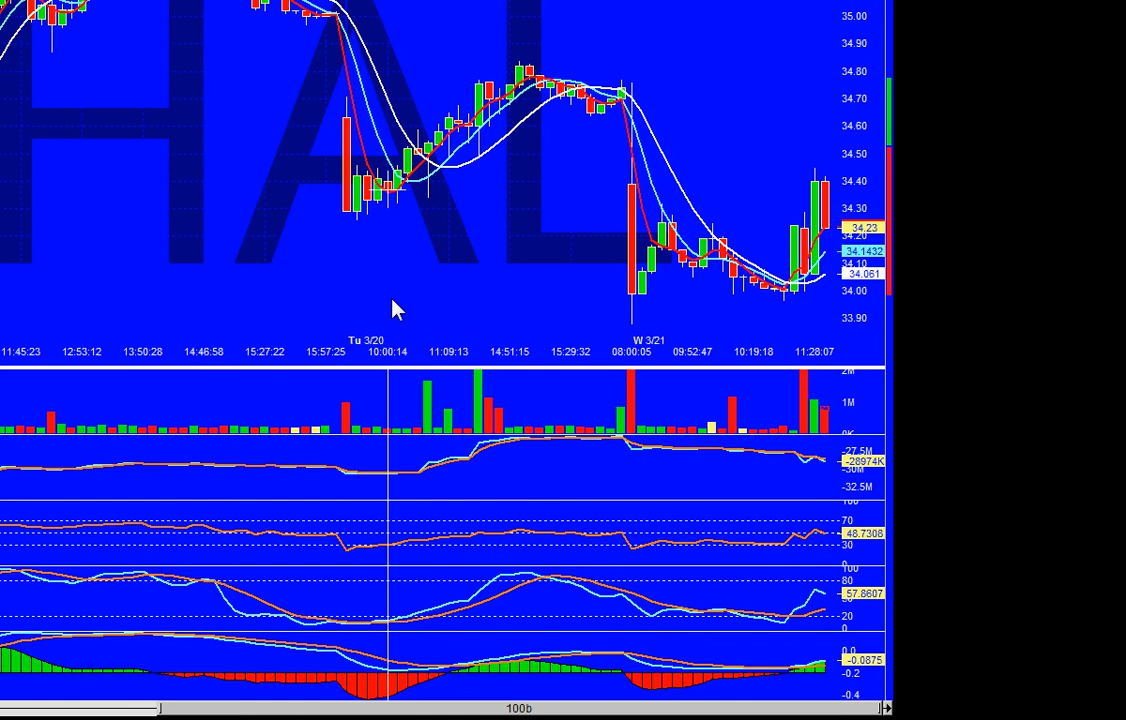 HAL
35.00
34.90
34.80
34.70
34.60
34.50
34.40
34.30
34.23
34.20
34.1432
34.10
34.061
34.00
33.90
Tu 3/20
W 3/21
11:45:23 12:53:12 13:50:28 14:46:58 15:27:22 15:57:25 10:00:14 11:09:13 14:51:15 15:29:32 08:00:05 09:52:47 10:19:18 11:28:07
2M
1M
0K
-27.5M
-28974K
-30M
-32.5M
100
70
48.7308
30
0
100
80
57.8607
20
0
0.0
-0.0875
-0.2
-0.4
100b